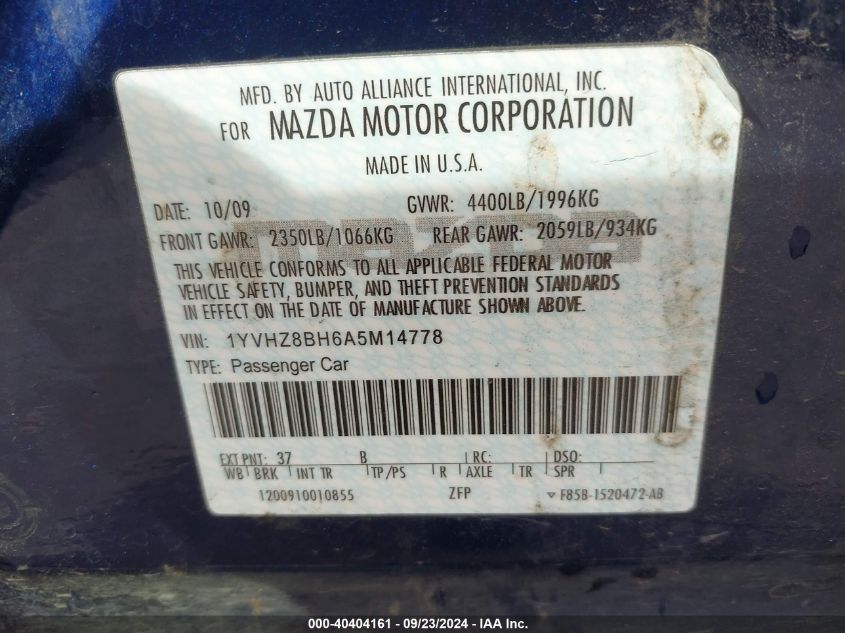 MFD. BY AUTO ALLIANCE INTERNATIONAL, INC.
FOR MAZDA MOTOR CORPORATION
MADE IN U.S.A.
DATE: 10/09 GVWR: 4400LB/1996KG
FRONT GAWR: 2350LB/1066KG REAR GAWR: 2059LB/934KG
THIS VEHICLE CONFORMS TO ALL APPLICABLE FEDERAL MOTOR
VEHICLE SAFETY, BUMPER, AND THEFT PREVENTION STANDARDS
IN EFFECT ON THE DATE OF MANUFACTURE SHOWN ABOVE.
VIN: 1YVHZ8BH6A5M14778
TYPE: Passenger Car
EXT PNT: 37 B RC: DSO:
WB BRK INT TR TP/PS R AXLE TR SPR
1200910010855 ZFP F85B-1520472-AB
000-40404161 - 09/23/2024 - IAA Inc.